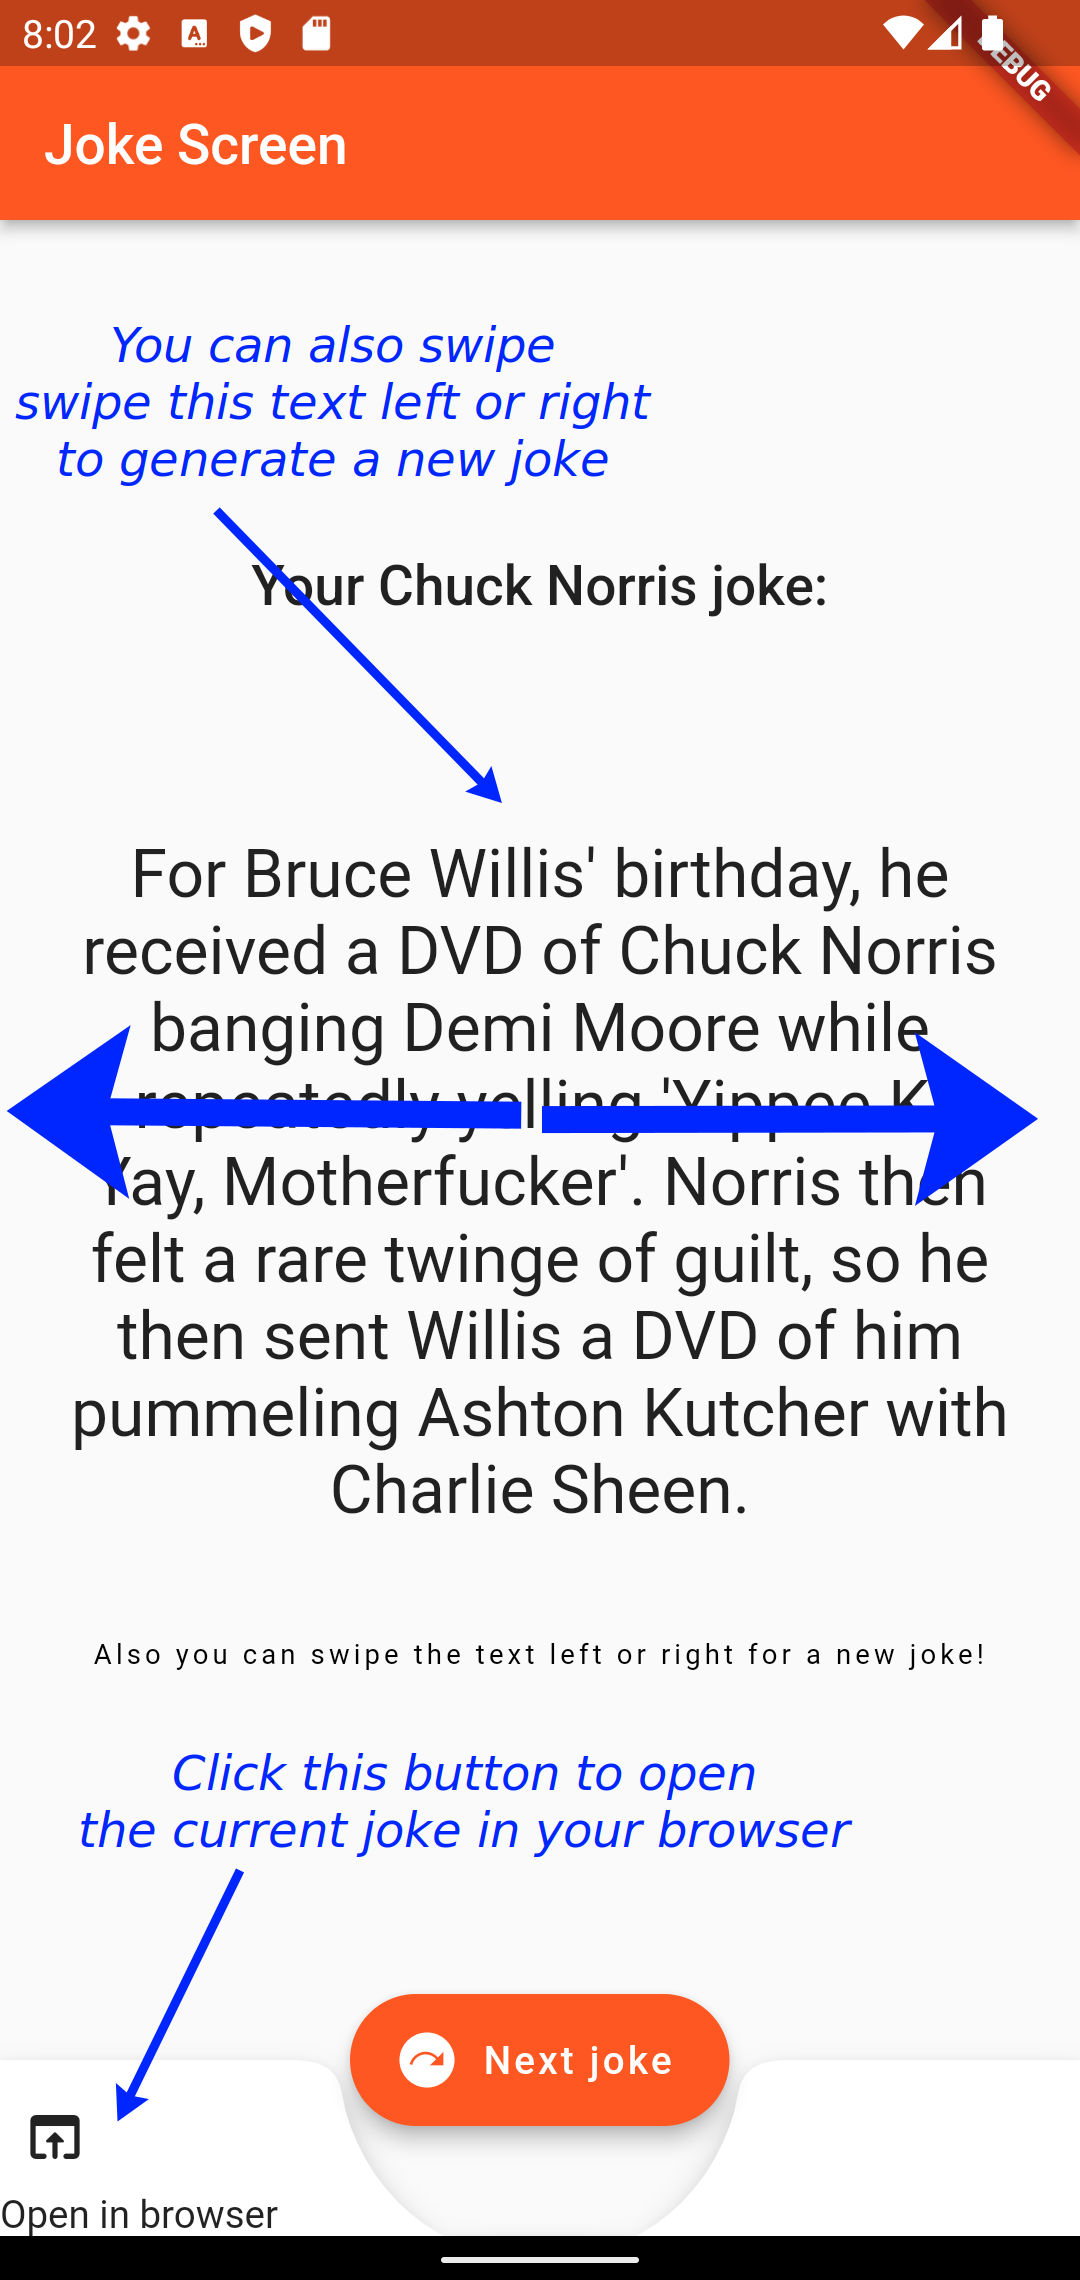 8:02
DEBUG
Joke Screen
You can also swipe
swipe this text left or right
to generate a new joke
Your Chuck Norris joke:
For Bruce Willis' birthday, he
received a DVD of Chuck Norris
banging Demi Moore while
repeatedly yelling 'Yippee K
Yay, Motherfucker'. Norris then
felt a rare twinge of guilt, so he
then sent Willis a DVD of him
pummeling Ashton Kutcher with
Charlie Sheen.
Also you can swipe the text left or right for a new joke!
Click this button to open
the current joke in your browser
Next joke
Open in browser